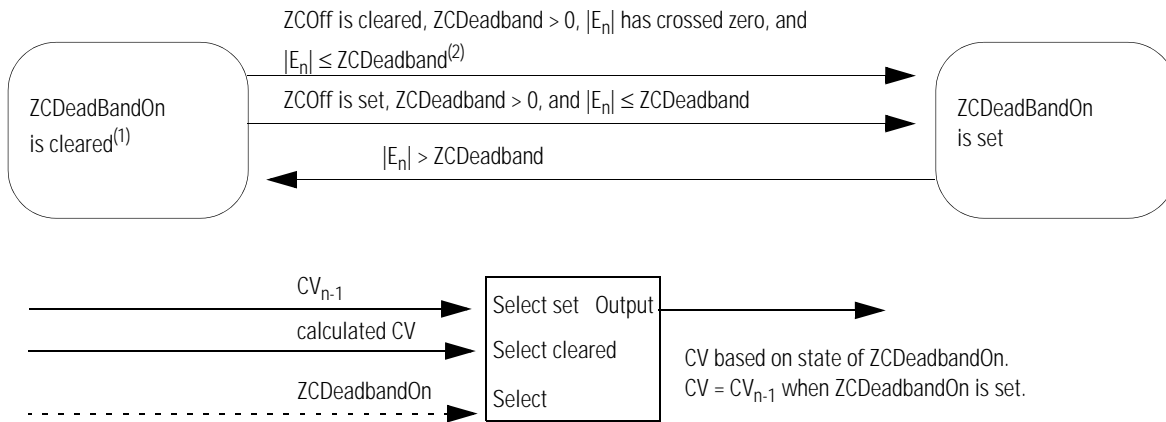 ZCOff is cleared, ZCDeadband > 0, |Eₙ| has crossed zero, and
|Eₙ| ≤ ZCDeadband⁽²⁾
ZCDeadBandOn
is cleared⁽¹⁾
ZCOff is set, ZCDeadband > 0, and |Eₙ| ≤ ZCDeadband
|Eₙ| > ZCDeadband
ZCDeadBandOn
is set
CVₙ₋₁
calculated CV
ZCDeadbandOn
Select set Output
Select cleared
Select
CV based on state of ZCDeadbandOn.
CV = CVₙ₋₁ when ZCDeadbandOn is set.